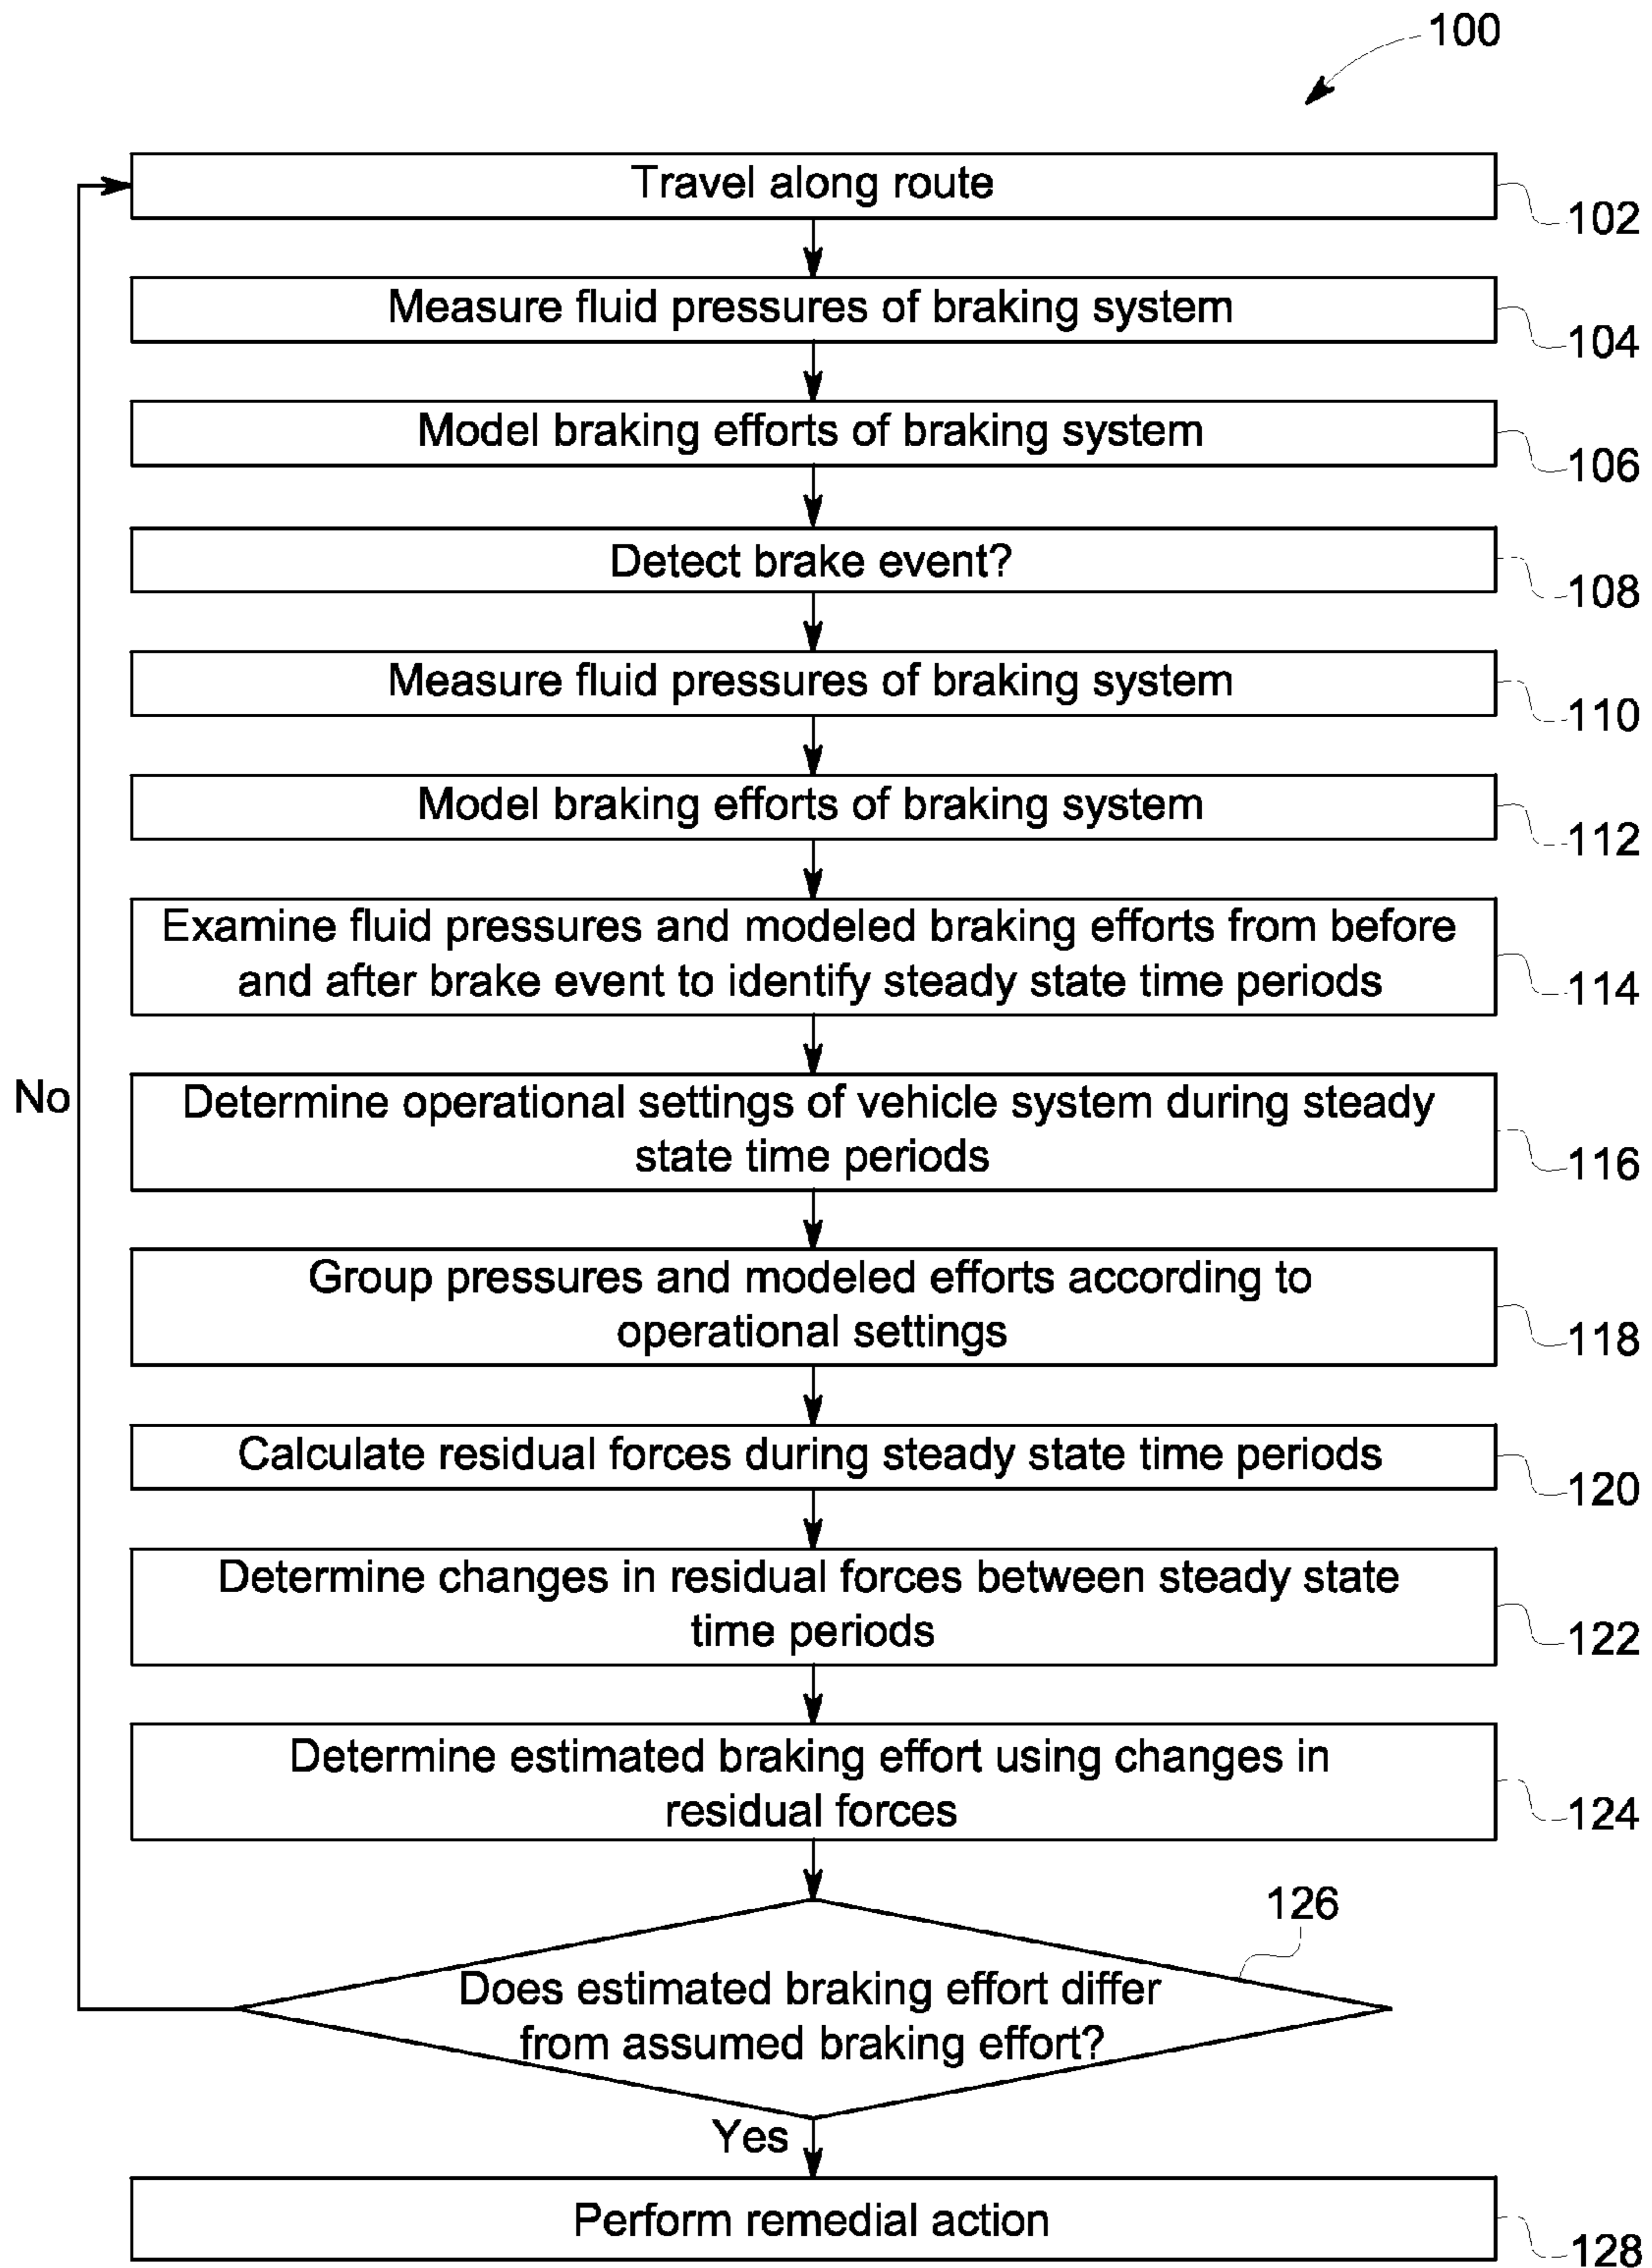 100
Travel along route
102
Measure fluid pressures of braking system
104
Model braking efforts of braking system
106
Detect brake event?
108
Measure fluid pressures of braking system
110
Model braking efforts of braking system
112
Examine fluid pressures and modeled braking efforts from before
and after brake event to identify steady state time periods
114
No
Determine operational settings of vehicle system during steady
state time periods
116
Group pressures and modeled efforts according to
operational settings
118
Calculate residual forces during steady state time periods
120
Determine changes in residual forces between steady state
time periods
122
Determine estimated braking effort using changes in
residual forces
124
126
Does estimated braking effort differ
from assumed braking effort?
Yes
Perform remedial action
128